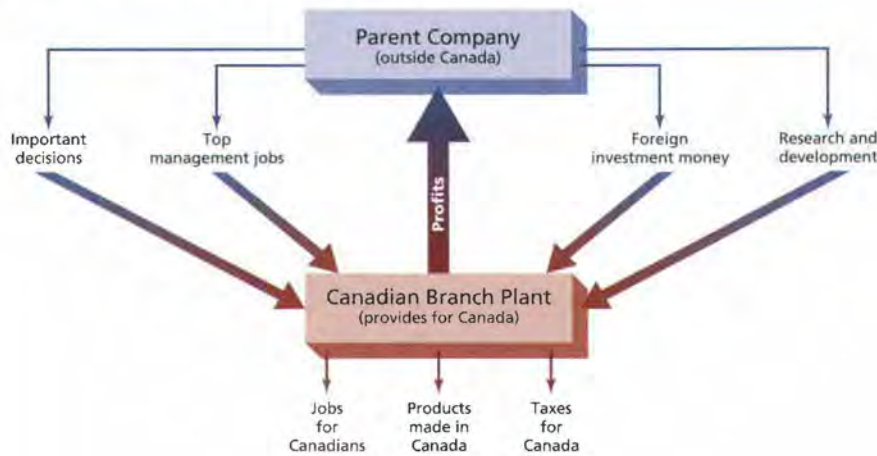 Parent Company
(outside Canada)
Important
decisions
Top
management jobs
Foreign
investment money
Research and
development
Profits
Canadian Branch Plant
(provides for Canada)
Jobs
for
Canadians
Products
made in
Canada
Taxes
for
Canada